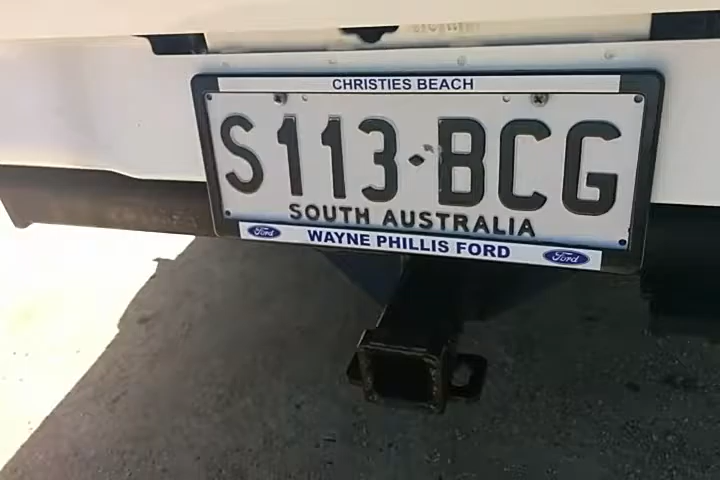 CHRISTIES BEACH
S113·BCG
SOUTH AUSTRALIA
Ford WAYNE PHILLIS FORD Ford